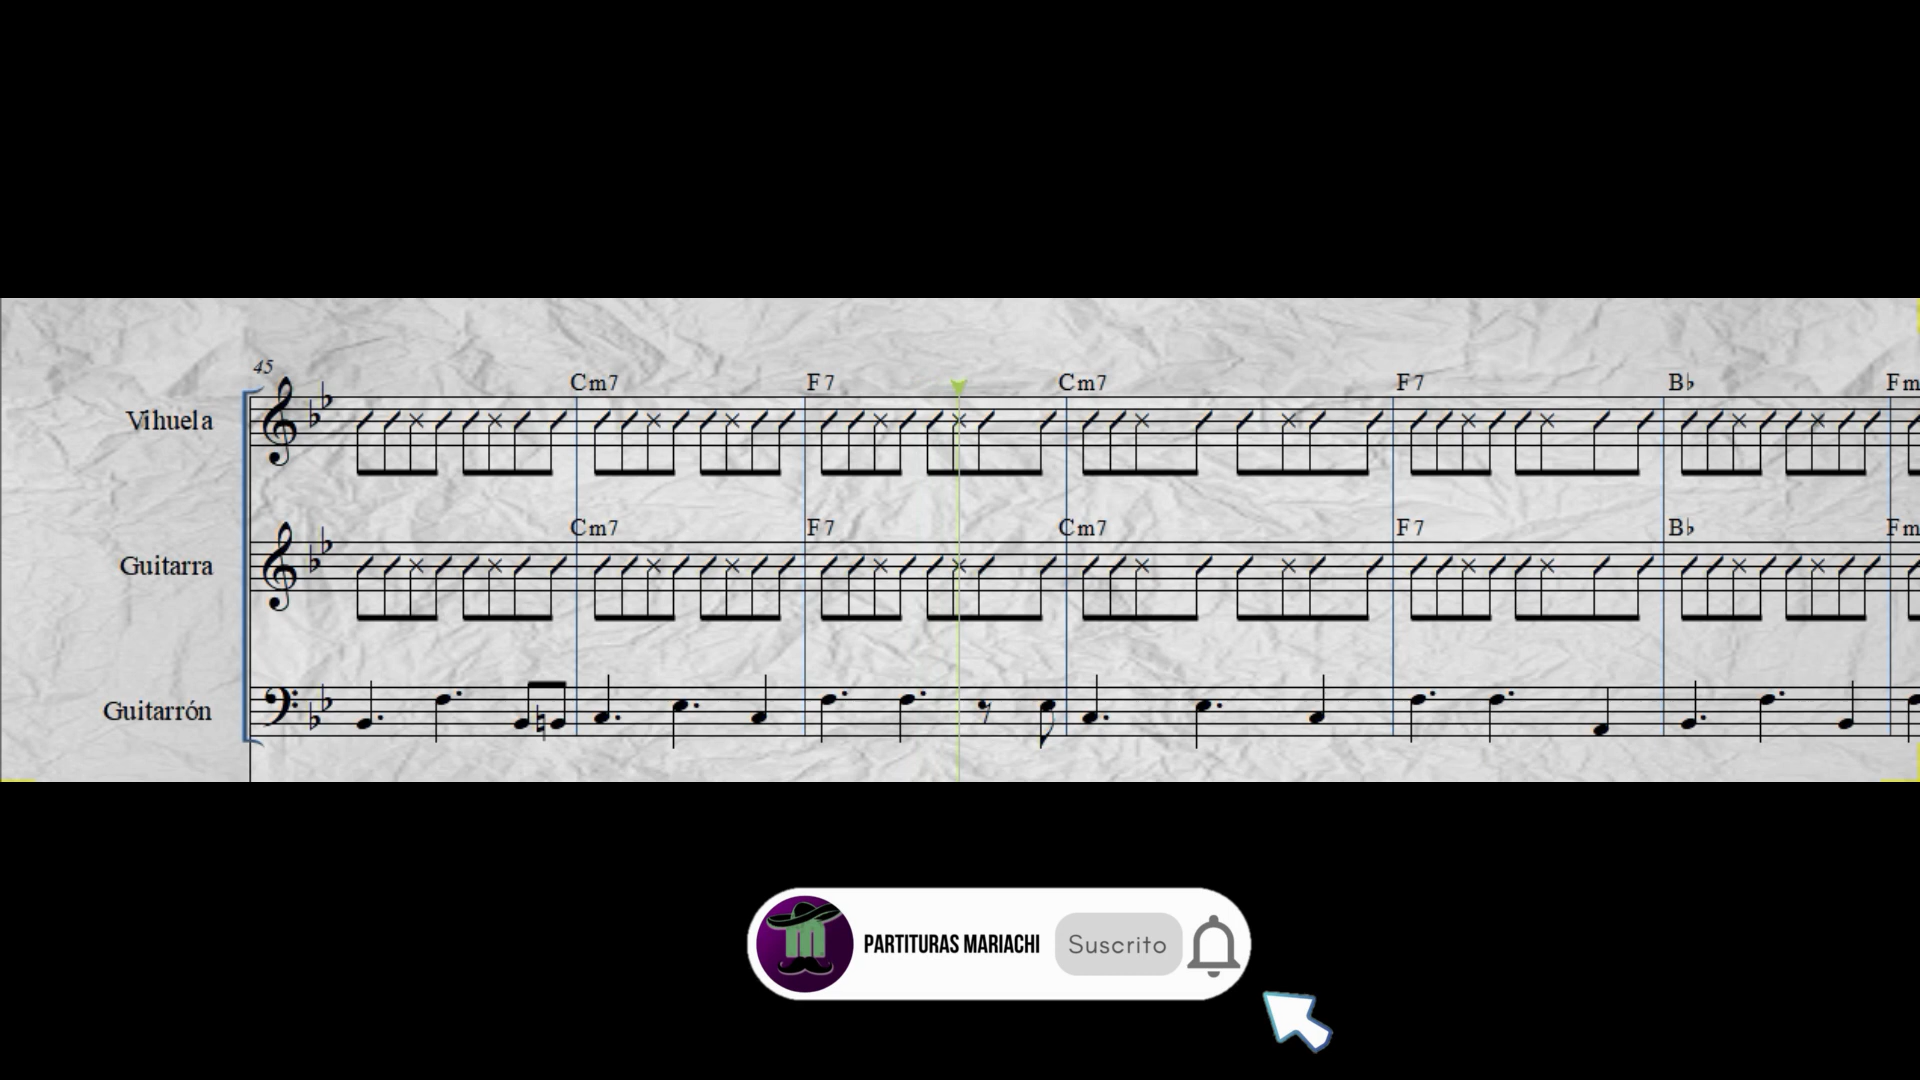 45
Cm7 F7 Cm7 F7 B♭ Fm
Vihuela
Cm7 F7 Cm7 F7 B♭ Fm
Guitarra
Guitarrón
PARTITURAS MARIACHI Suscrito